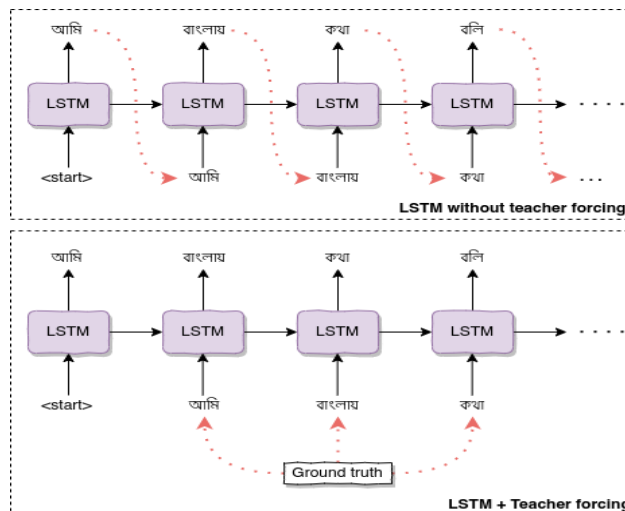 আমি বাংলায় কথা বলি
LSTM LSTM LSTM LSTM . . . .
<start> আমি বাংলায় কথা . . .
LSTM without teacher forcing
আমি বাংলায় কথা বলি
LSTM LSTM LSTM LSTM . . . .
<start> আমি বাংলায় কথা
Ground truth
LSTM + Teacher forcing